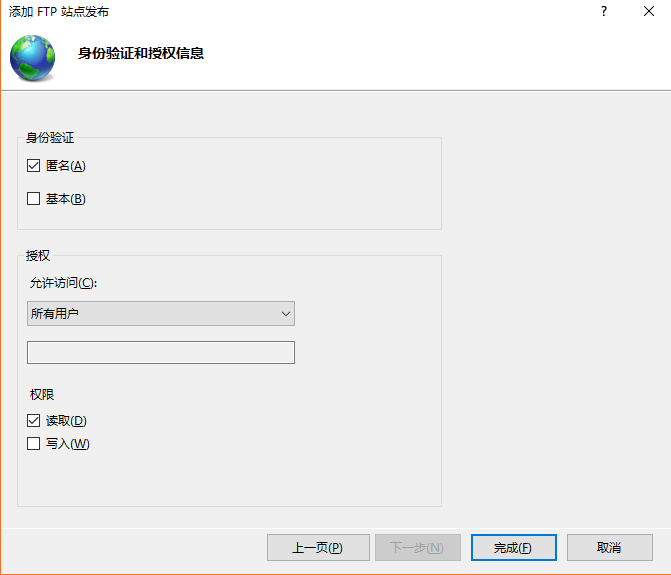 添加 FTP 站点发布
?
身份验证和授权信息
身份验证
匿名(A)
基本(B)
授权
允许访问(C):
所有用户
权限
读取(D)
写入(W)
上一页(P) 下一步(N) 完成(F) 取消